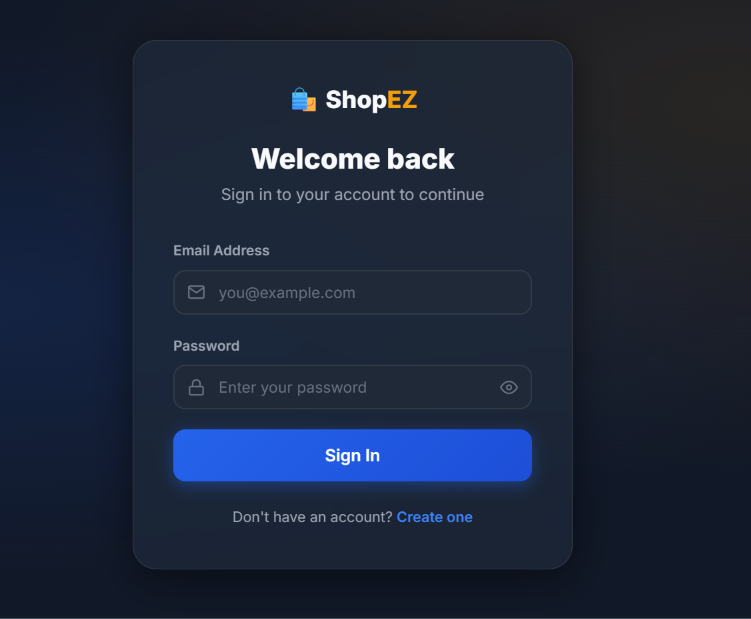 ShopEZ
Welcome back
Sign in to your account to continue
Email Address
you@example.com
Password
Enter your password
Sign In
Don't have an account? Create one